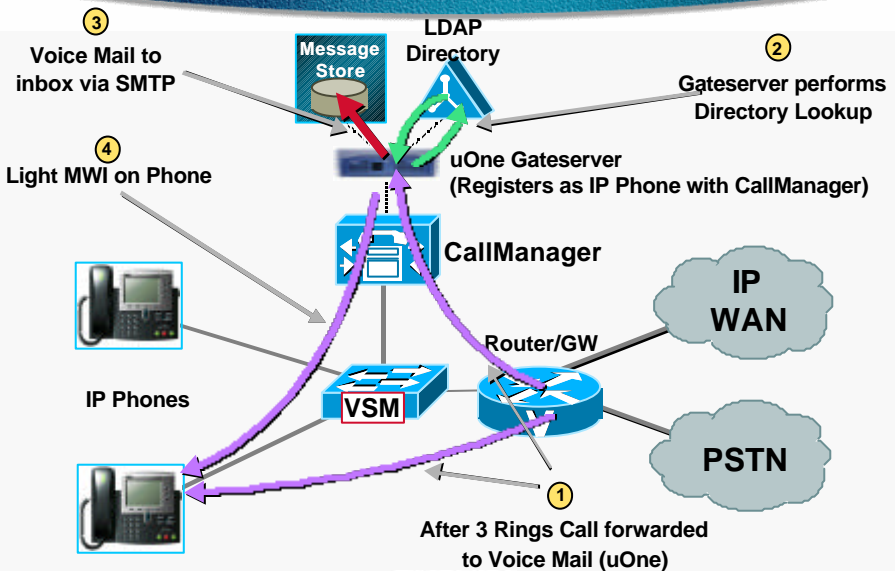 3
Voice Mail to
inbox via SMTP
Message
Store
LDAP
Directory
2
Gateserver performs
Directory Lookup
4
Light MWI on Phone
uOne Gateserver
(Registers as IP Phone with CallManager)
CallManager
IP
WAN
Router/GW
IP Phones
VSM
V
PSTN
1
After 3 Rings Call forwarded
to Voice Mail (uOne)